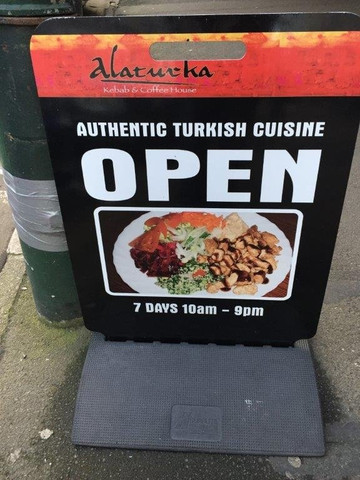 Alaturka
Kebab & Coffee House
AUTHENTIC TURKISH CUISINE
OPEN
7 DAYS 10am - 9pm